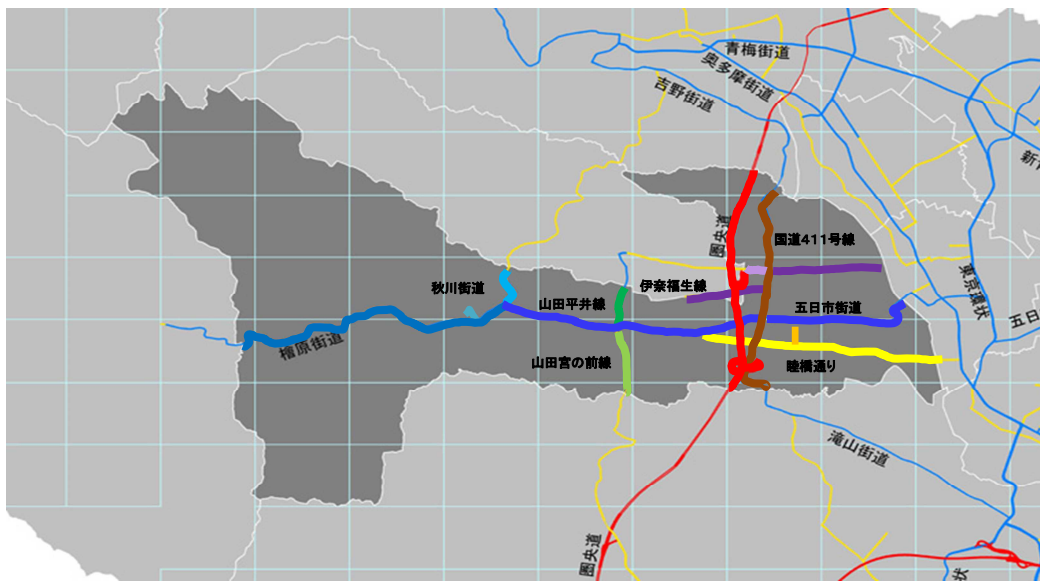 青梅街道
奥多摩街道
吉野街道
新青
圏央道
国道411号線
秋川街道
伊奈福生線
山田平井線
五日市街道
東京環状
五日
檜原街道
山田宮の前線
睦橋通り
滝山街道
圏央道
状